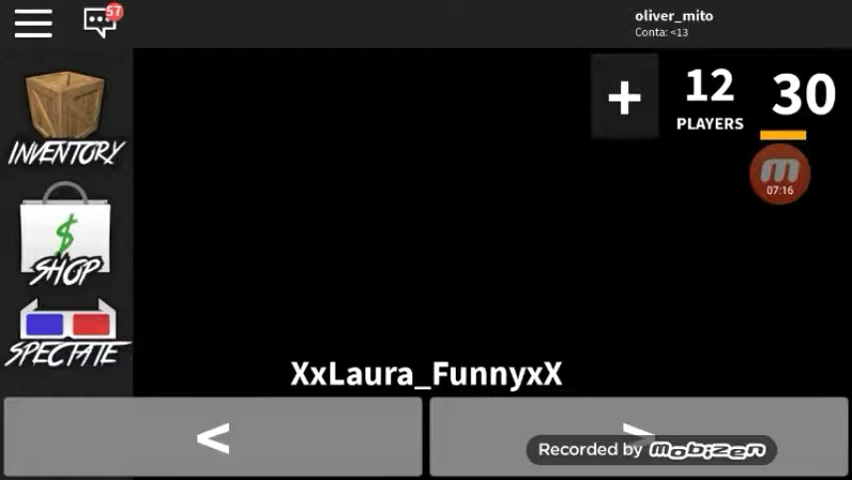 57
oliver_mito
Conta: <13
+
12
30
PLAYERS
INVENTORY
07:16
$
SHOP
SPECTATE
XxLaura_FunnyxX
< >
Recorded by MOBIZEN